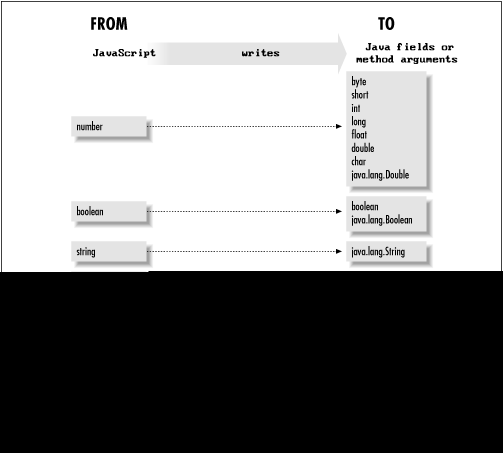 FROM
TO
JavaScript
writes
Java fields or
method arguments
number
byte
short
int
long
float
double
char
java.lang.Double
boolean
boolean
java.lang.Boolean
string
java.lang.String